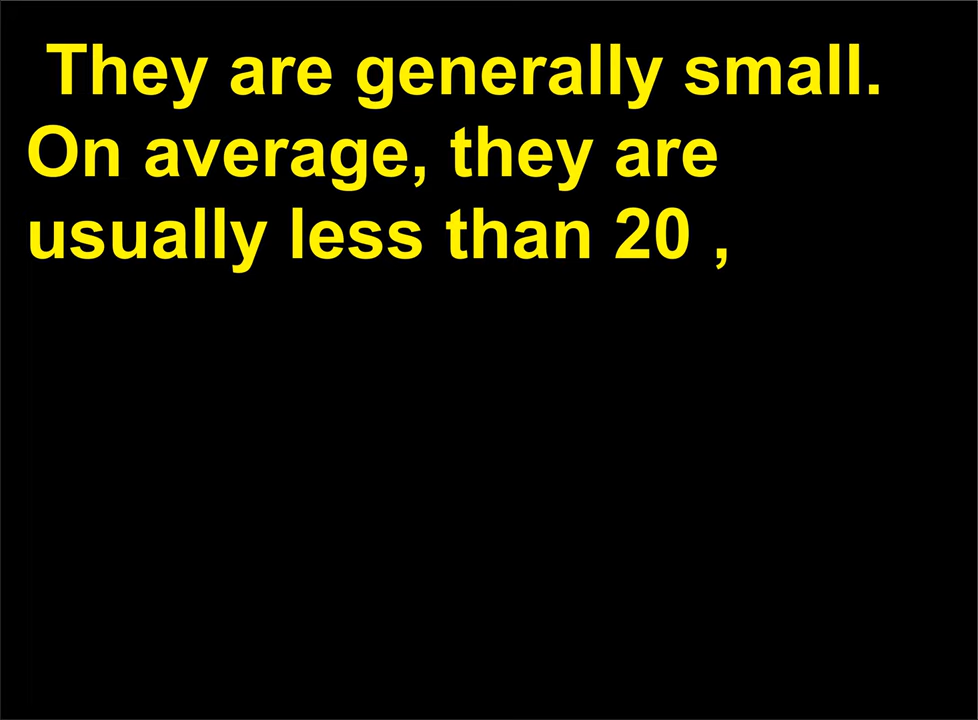 They are generally small.
On average, they are
usually less than 20 ,